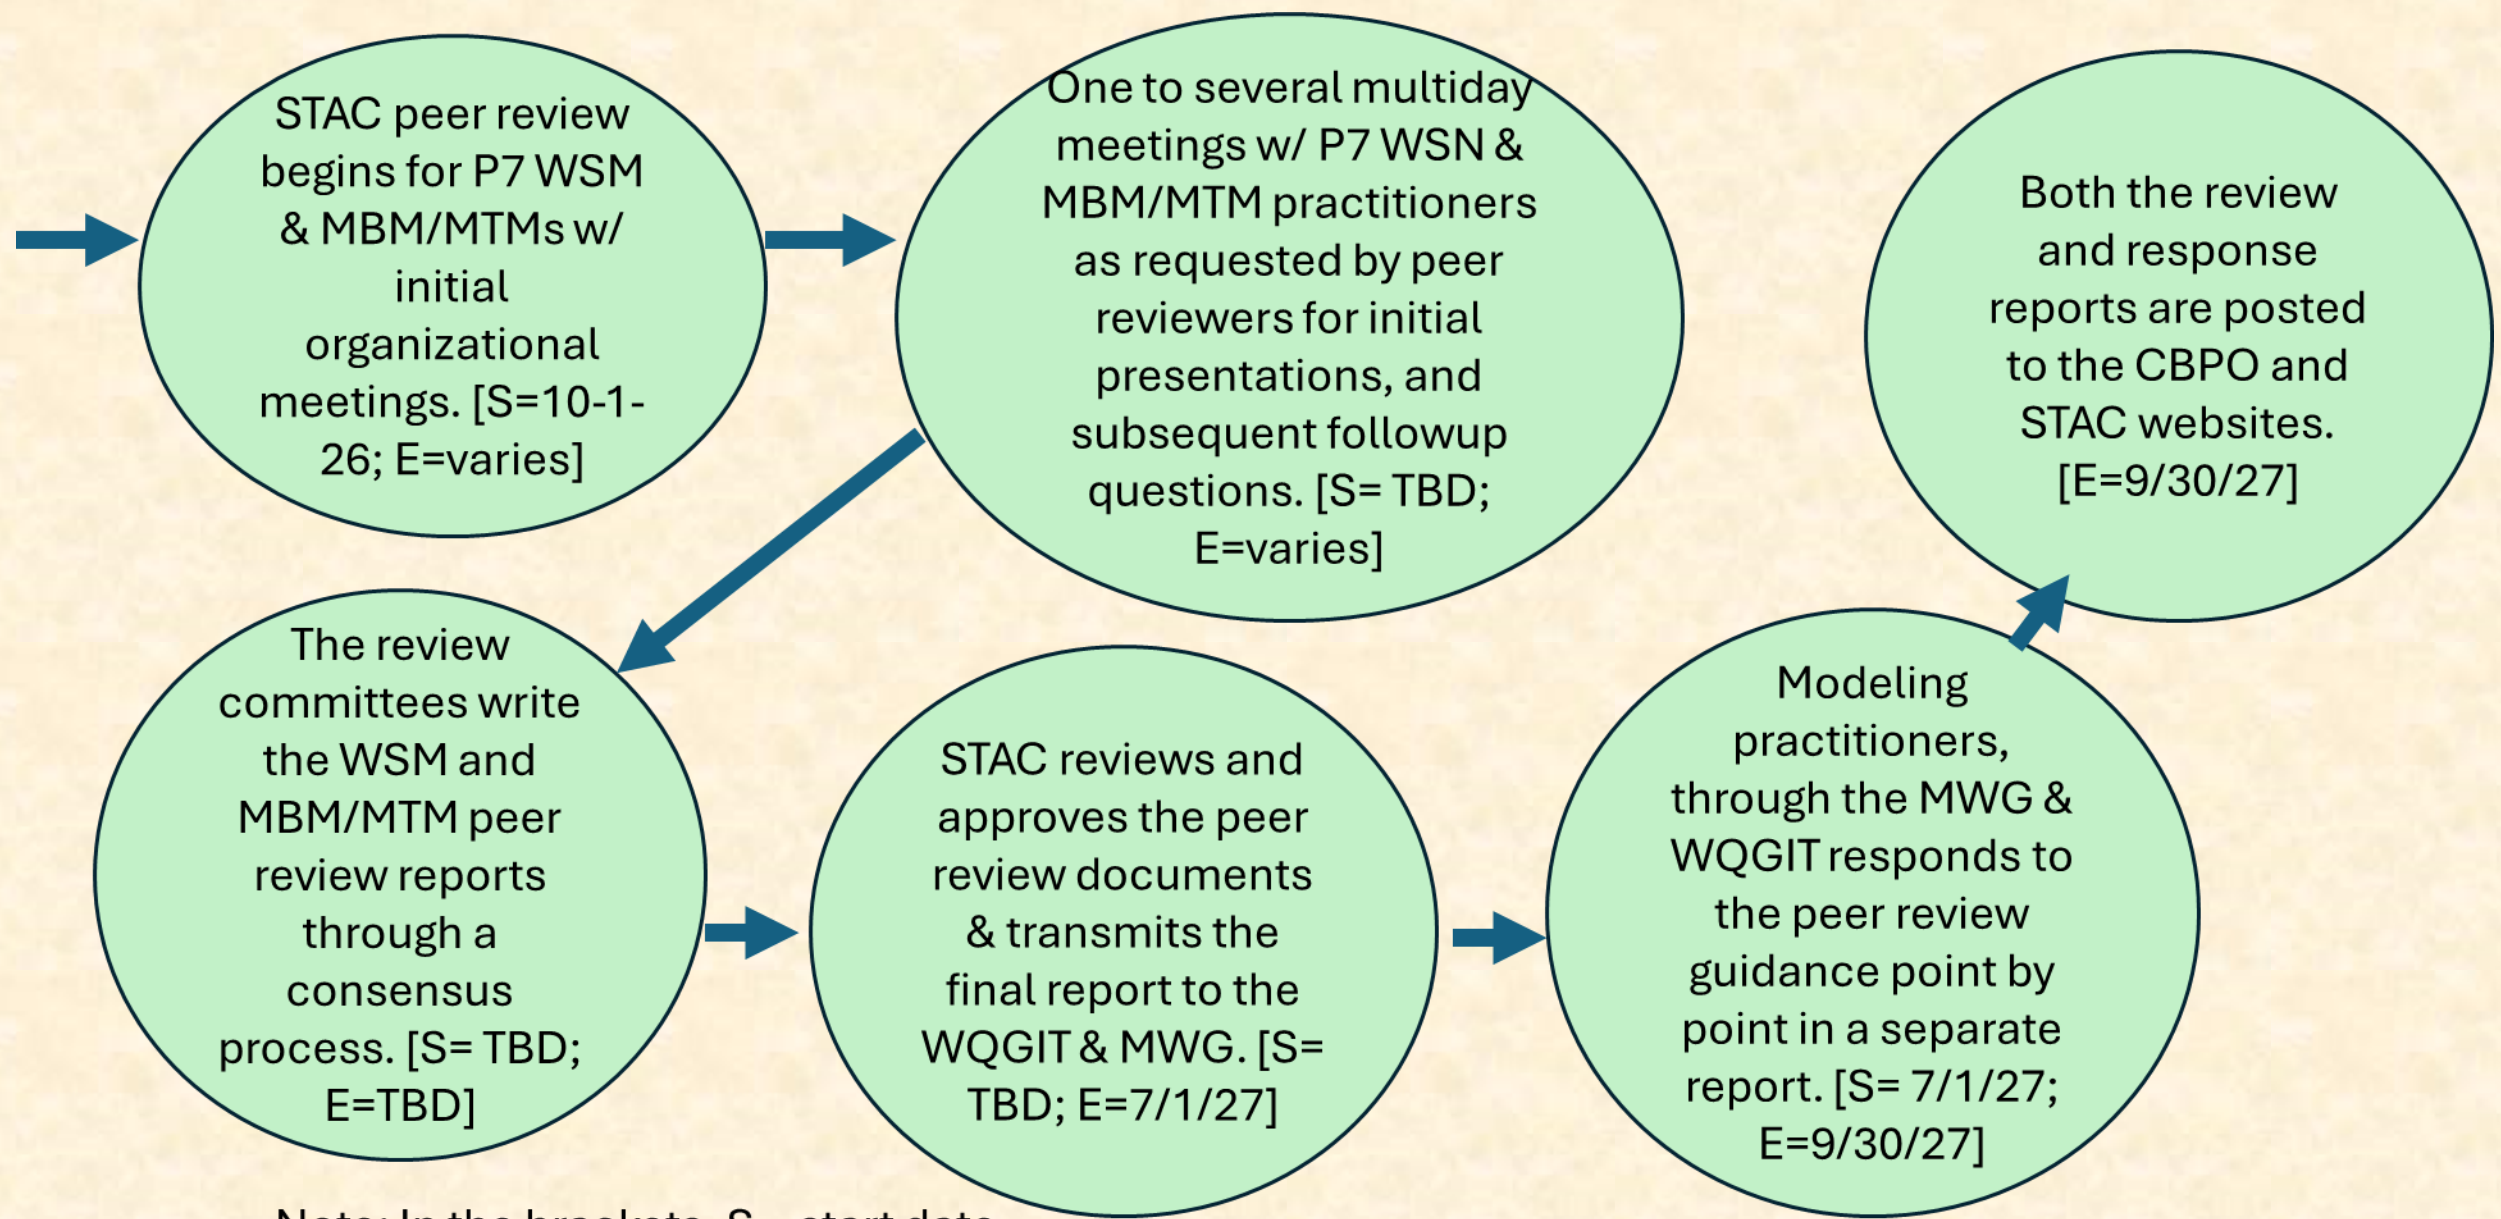 STAC peer review
begins for P7 WSM
& MBM/MTMs w/
initial
organizational
meetings. [S=10-1-
26; E=varies]
One to several multiday
meetings w/ P7 WSN &
MBM/MTM practitioners
as requested by peer
reviewers for initial
presentations, and
subsequent followup
questions. [S= TBD;
E=varies]
The review
committees write
the WSM and
MBM/MTM peer
review reports
through a
consensus
process. [S= TBD;
E=TBD]
STAC reviews and
approves the peer
review documents
& transmits the
final report to the
WQGIT & MWG. [S=
TBD; E=7/1/27]
Modeling
practitioners,
through the MWG &
WQGIT responds to
the peer review
guidance point by
point in a separate
report. [S= 7/1/27;
E=9/30/27]
Both the review
and response
reports are posted
to the CBPO and
STAC websites.
[E=9/30/27]
Note: In the brackets, S = start date